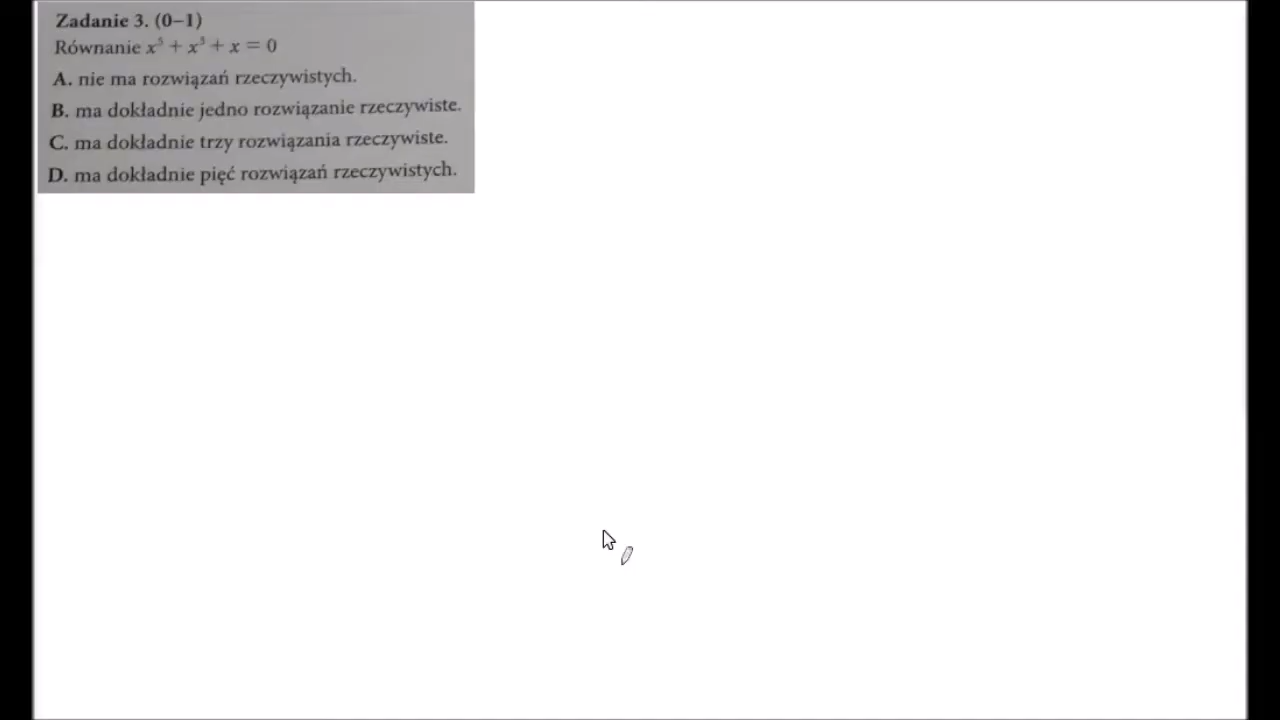 Zadanie 3. (0–1)
Równanie x⁵ + x³ + x = 0
A. nie ma rozwiązań rzeczywistych.
B. ma dokładnie jedno rozwiązanie rzeczywiste.
C. ma dokładnie trzy rozwiązania rzeczywiste.
D. ma dokładnie pięć rozwiązań rzeczywistych.